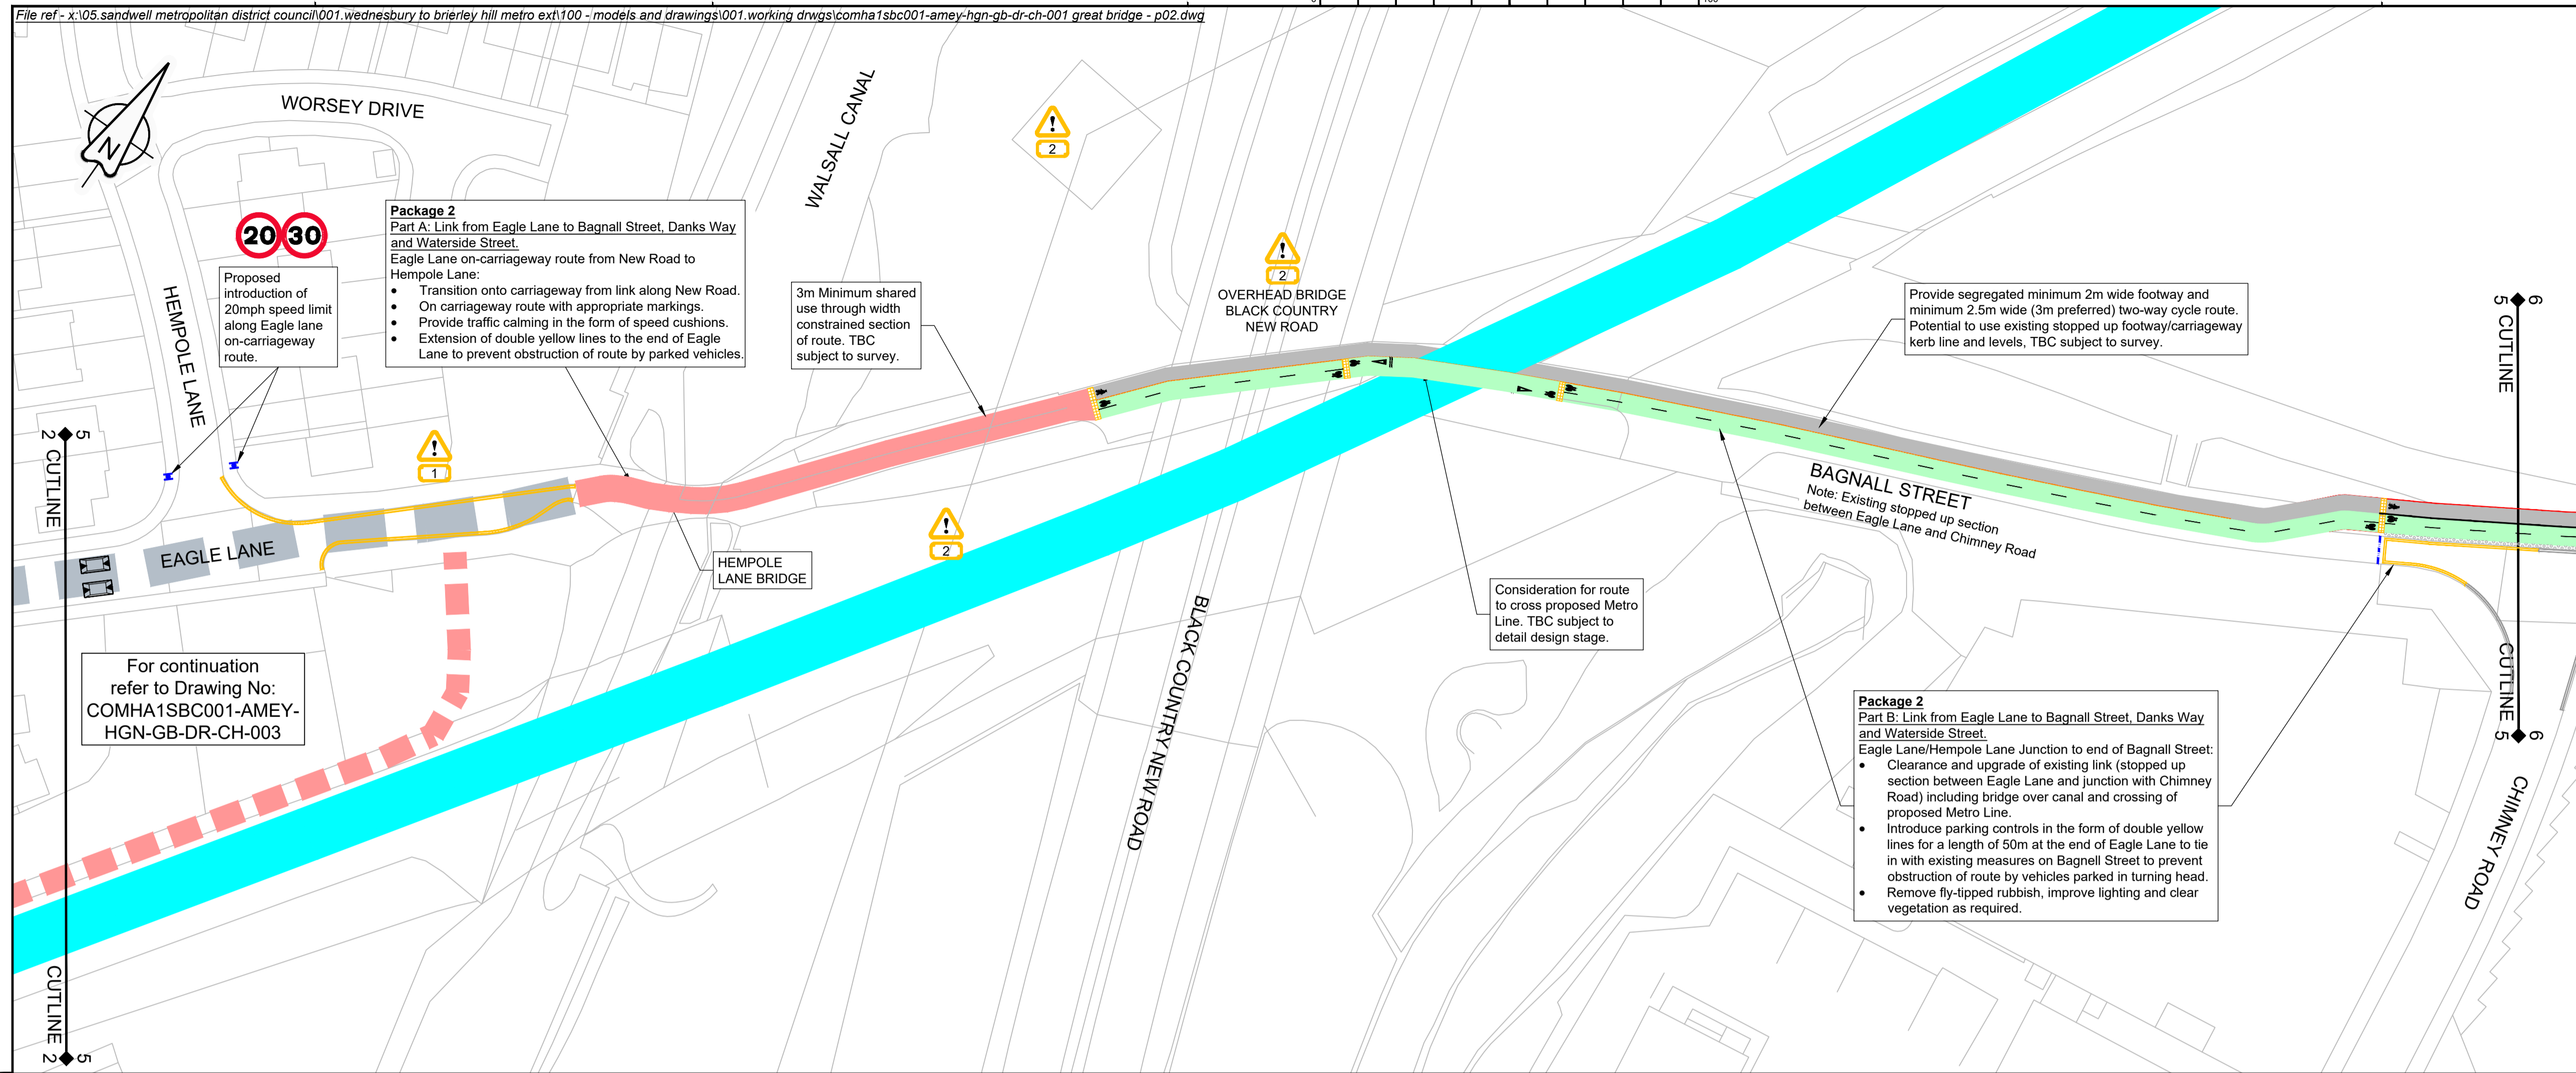 File ref - x:\05.sandwell metropolitan district council\001.wednesbury to brierley hill metro ext\100 - models and drawings\001.working drwgs\comha1sbc001-amey-hgn-gb-dr-ch-001 great bridge - p02.dwg
WORSEY DRIVE
N
20 30
Proposed
introduction of
20mph speed limit
along Eagle lane
on-carriageway
route.
HEMPOLE LANE
Package 2
Part A: Link from Eagle Lane to Bagnall Street, Danks Way
and Waterside Street.
Eagle Lane on-carriageway route from New Road to
Hempole Lane:
● Transition onto carriageway from link along New Road.
● On carriageway route with appropriate markings.
● Provide traffic calming in the form of speed cushions.
● Extension of double yellow lines to the end of Eagle
Lane to prevent obstruction of route by parked vehicles.
WALSALL CANAL
3m Minimum shared
use through width
constrained section
of route. TBC
subject to survey.
!
2
!
2
OVERHEAD BRIDGE
BLACK COUNTRY
NEW ROAD
Provide segregated minimum 2m wide footway and
minimum 2.5m wide (3m preferred) two-way cycle route.
Potential to use existing stopped up footway/carriageway
kerb line and levels, TBC subject to survey.
5 6
CUTLINE
2 5
CUTLINE
!
1
EAGLE LANE
HEMPOLE
LANE BRIDGE
!
2
BAGNALL STREET
Note: Existing stopped up section
between Eagle Lane and Chimney Road
Consideration for route
to cross proposed Metro
Line. TBC subject to
detail design stage.
BLACK COUNTRY NEW ROAD
For continuation
refer to Drawing No:
COMHA1SBC001-AMEY-
HGN-GB-DR-CH-003
Package 2
Part B: Link from Eagle Lane to Bagnall Street, Danks Way
and Waterside Street.
Eagle Lane/Hempole Lane Junction to end of Bagnall Street:
● Clearance and upgrade of existing link (stopped up
section between Eagle Lane and junction with Chimney
Road) including bridge over canal and crossing of
proposed Metro Line.
● Introduce parking controls in the form of double yellow
lines for a length of 50m at the end of Eagle Lane to tie
in with existing measures on Bagnell Street to prevent
obstruction of route by vehicles parked in turning head.
● Remove fly-tipped rubbish, improve lighting and clear
vegetation as required.
CUTLINE
5 6
CHIMNEY ROAD
CUTLINE
2 5